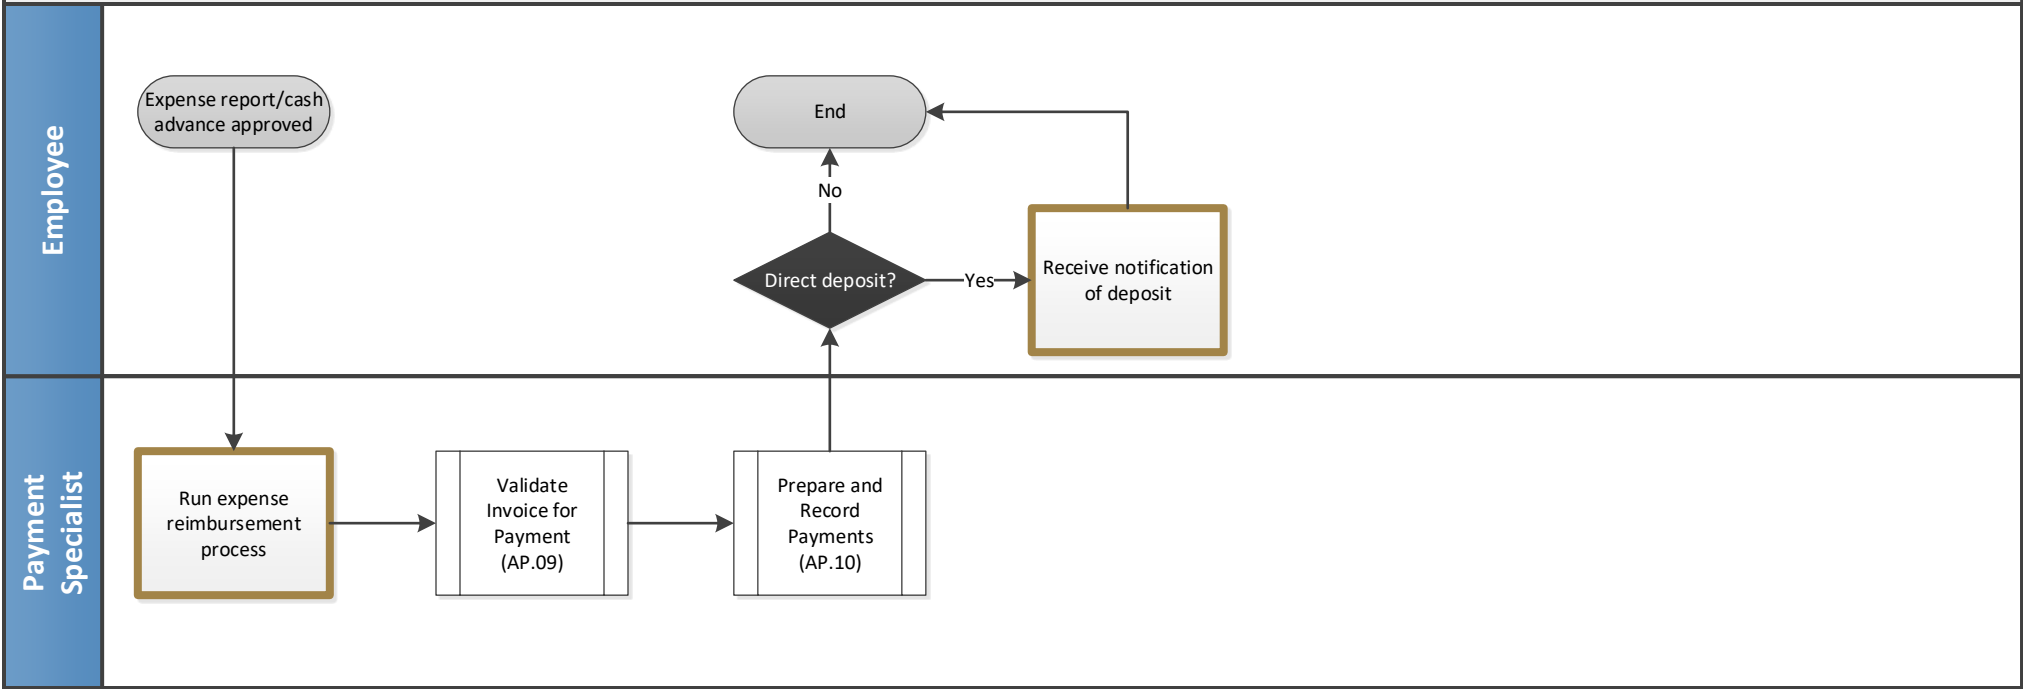 Employee
Expense report/cash
advance approved
End
No
Direct deposit?
Yes
Receive notification
of deposit
Payment
Specialist
Run expense
reimbursement
process
Validate
Invoice for
Payment
(AP.09)
Prepare and
Record
Payments
(AP.10)